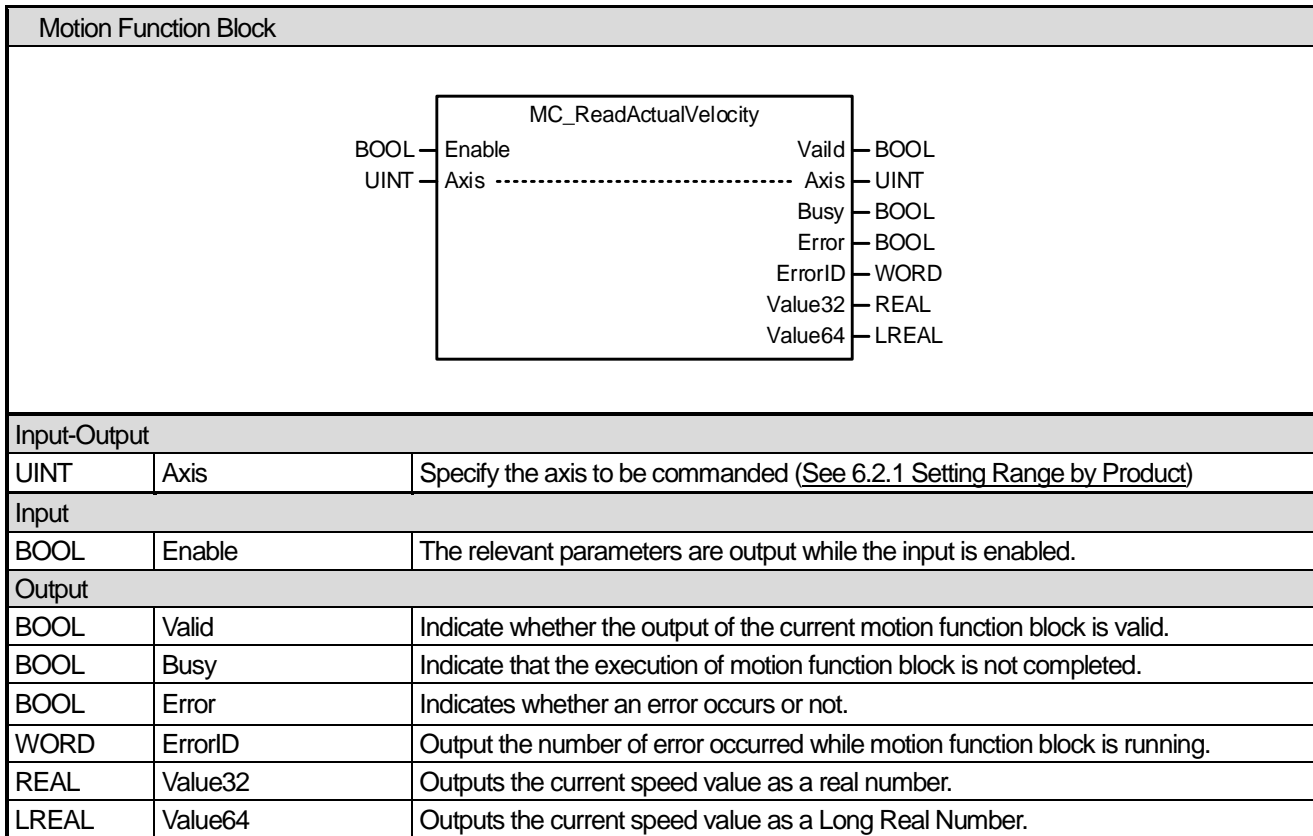 Motion Function Block
MC_ReadActualVelocity
BOOL Enable Vaild BOOL
UINT Axis Axis UINT
Busy BOOL
Error BOOL
ErrorID WORD
Value32 REAL
Value64 LREAL
Input-Output
UINT Axis Specify the axis to be commanded (See 6.2.1 Setting Range by Product)
Input
BOOL Enable The relevant parameters are output while the input is enabled.
Output
BOOL Valid Indicate whether the output of the current motion function block is valid.
BOOL Busy Indicate that the execution of motion function block is not completed.
BOOL Error Indicates whether an error occurs or not.
WORD ErrorID Output the number of error occurred while motion function block is running.
REAL Value32 Outputs the current speed value as a real number.
LREAL Value64 Outputs the current speed value as a Long Real Number.